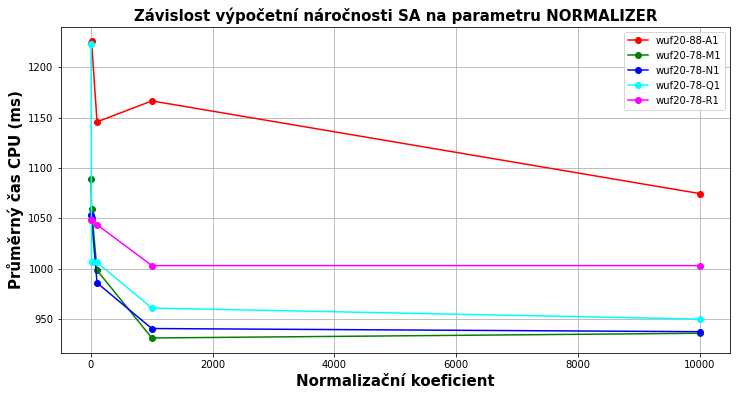 Závislost výpočetní náročnosti SA na parametru NORMALIZER
wuf20-88-A1
wuf20-78-M1
wuf20-78-N1
wuf20-78-Q1
wuf20-78-R1
Průměrný čas CPU (ms)
1200
1150
1100
1050
1000
950
0 2000 4000 6000 8000 10000
Normalizační koeficient